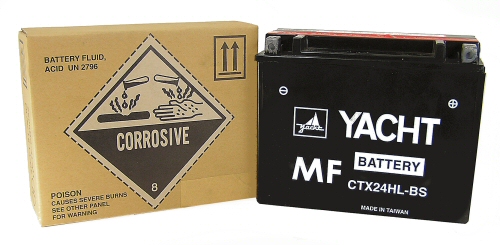 BATTERY FLUID,
ACID UN 2796
CORROSIVE
8
POISON
CAUSES SEVERE BURNS
SEE OTHER PANEL
FOR WARNING
yacht
YACHT
MF
BATTERY
CTX24HL-BS
MADE IN TAIWAN